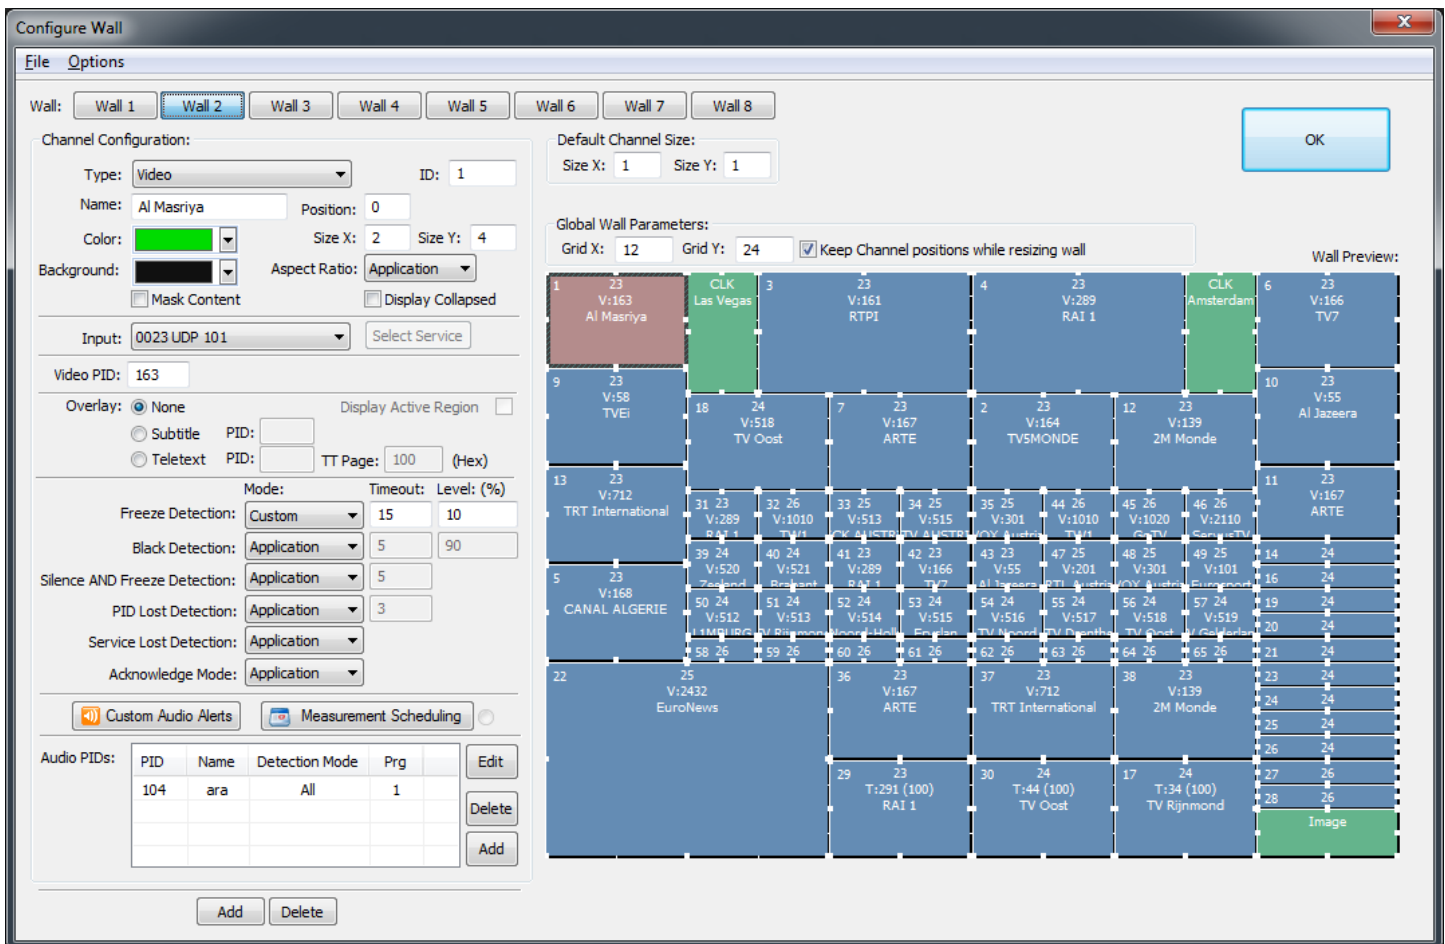 Configure Wall
x
File Options
Wall: Wall 1 Wall 2 Wall 3 Wall 4 Wall 5 Wall 6 Wall 7 Wall 8
Channel Configuration:
Type: Video ID: 1
Name: Al Masriya Position: 0
Color: Size X: 2 Size Y: 4
Background: Aspect Ratio: Application
Mask Content Display Collapsed
Input: 0023 UDP 101 Select Service
Video PID: 163
Overlay: None Display Active Region
Subtitle PID:
Teletext PID: TT Page: 100 (Hex)
Mode: Timeout: Level: (%)
Freeze Detection: Custom 15 10
Black Detection: Application 5 90
Silence AND Freeze Detection: Application 5
PID Lost Detection: Application 3
Service Lost Detection: Application
Acknowledge Mode: Application
Custom Audio Alerts Measurement Scheduling
Audio PIDs:
PID Name Detection Mode Prg
104 ara All 1
Edit
Delete
Add
Add Delete
Default Channel Size:
Size X: 1 Size Y: 1
OK
Global Wall Parameters:
Grid X: 12 Grid Y: 24 Keep Channel positions while resizing wall
Wall Preview:
1 23
V:163
Al Masriya
CLK
Las Vegas
3 23
V:161
RTPI
4 23
V:289
RAI 1
CLK
Amsterdam
6 23
V:166
TV7
9 23
V:58
TVEi
18 24
V:518
TV Oost
7 23
V:167
ARTE
2 23
V:164
TV5MONDE
12 23
V:139
2M Monde
10 23
V:55
Al Jazeera
13 23
V:712
TRT International
11 23
V:167
ARTE
31 23
V:289
RAI 1
32 26
V:1010
TW1
33 25
V:513
34 25
V:515
35 25
V:301
44 26
V:1010
TW1
45 26
V:1020
GoTV
46 26
V:2110
ServusTV
39 24
V:520
Zeeland
40 24
V:521
Brabant
41 23
V:289
RAI 1
42 23
V:166
TV7
43 23
V:55
Al Jazeera
47 25
V:201
48 25
V:301
49 25
V:101
Eurosport
5 23
V:168
CANAL ALGERIE
50 24
V:512
51 24
V:513
52 24
V:514
53 24
V:515
54 24
V:516
TV Noord
55 24
V:517
56 24
V:518
TV Oost
57 24
V:519
58 26
59 26
60 26
61 26
62 26
63 26
64 26
65 26
14 24
16 24
19 24
20 24
21 24
23 24
24 24
25 24
26 24
27 26
28 26
Image
22 25
V:2432
EuroNews
36 23
V:167
ARTE
37 23
V:712
TRT International
38 23
V:139
2M Monde
29 23
T:291 (100)
RAI 1
30 24
T:44 (100)
TV Oost
17 24
T:34 (100)
TV Rijnmond